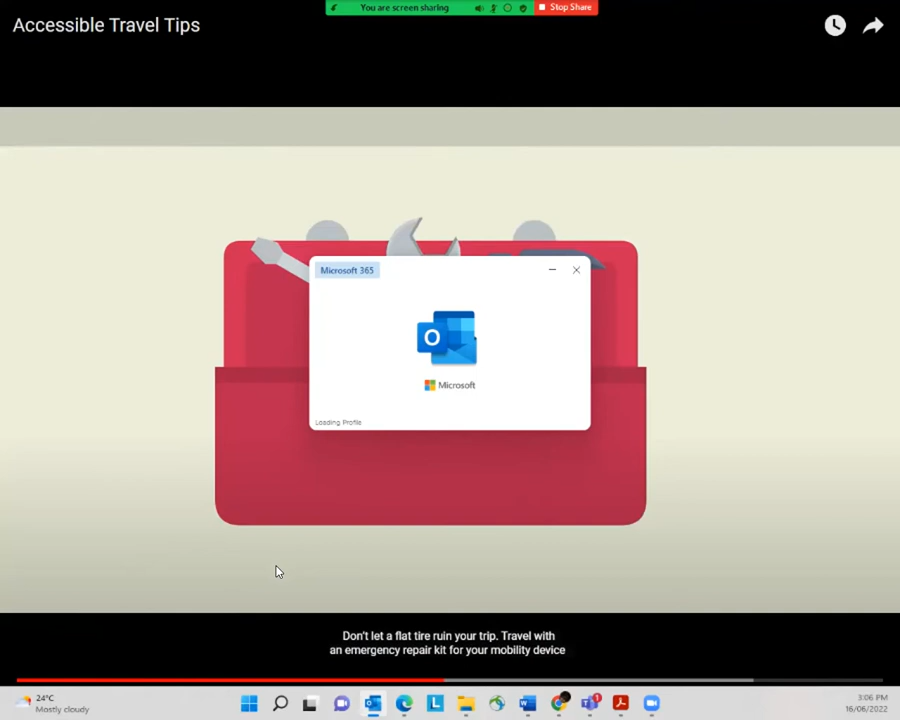 You are screen sharing
Stop Share
Accessible Travel Tips
Microsoft 365
O
Microsoft
Loading Profile
Don't let a flat tire ruin your trip. Travel with
an emergency repair kit for your mobility device
24°C
Mostly cloudy
L
W
1
3:06 PM
16/06/2022